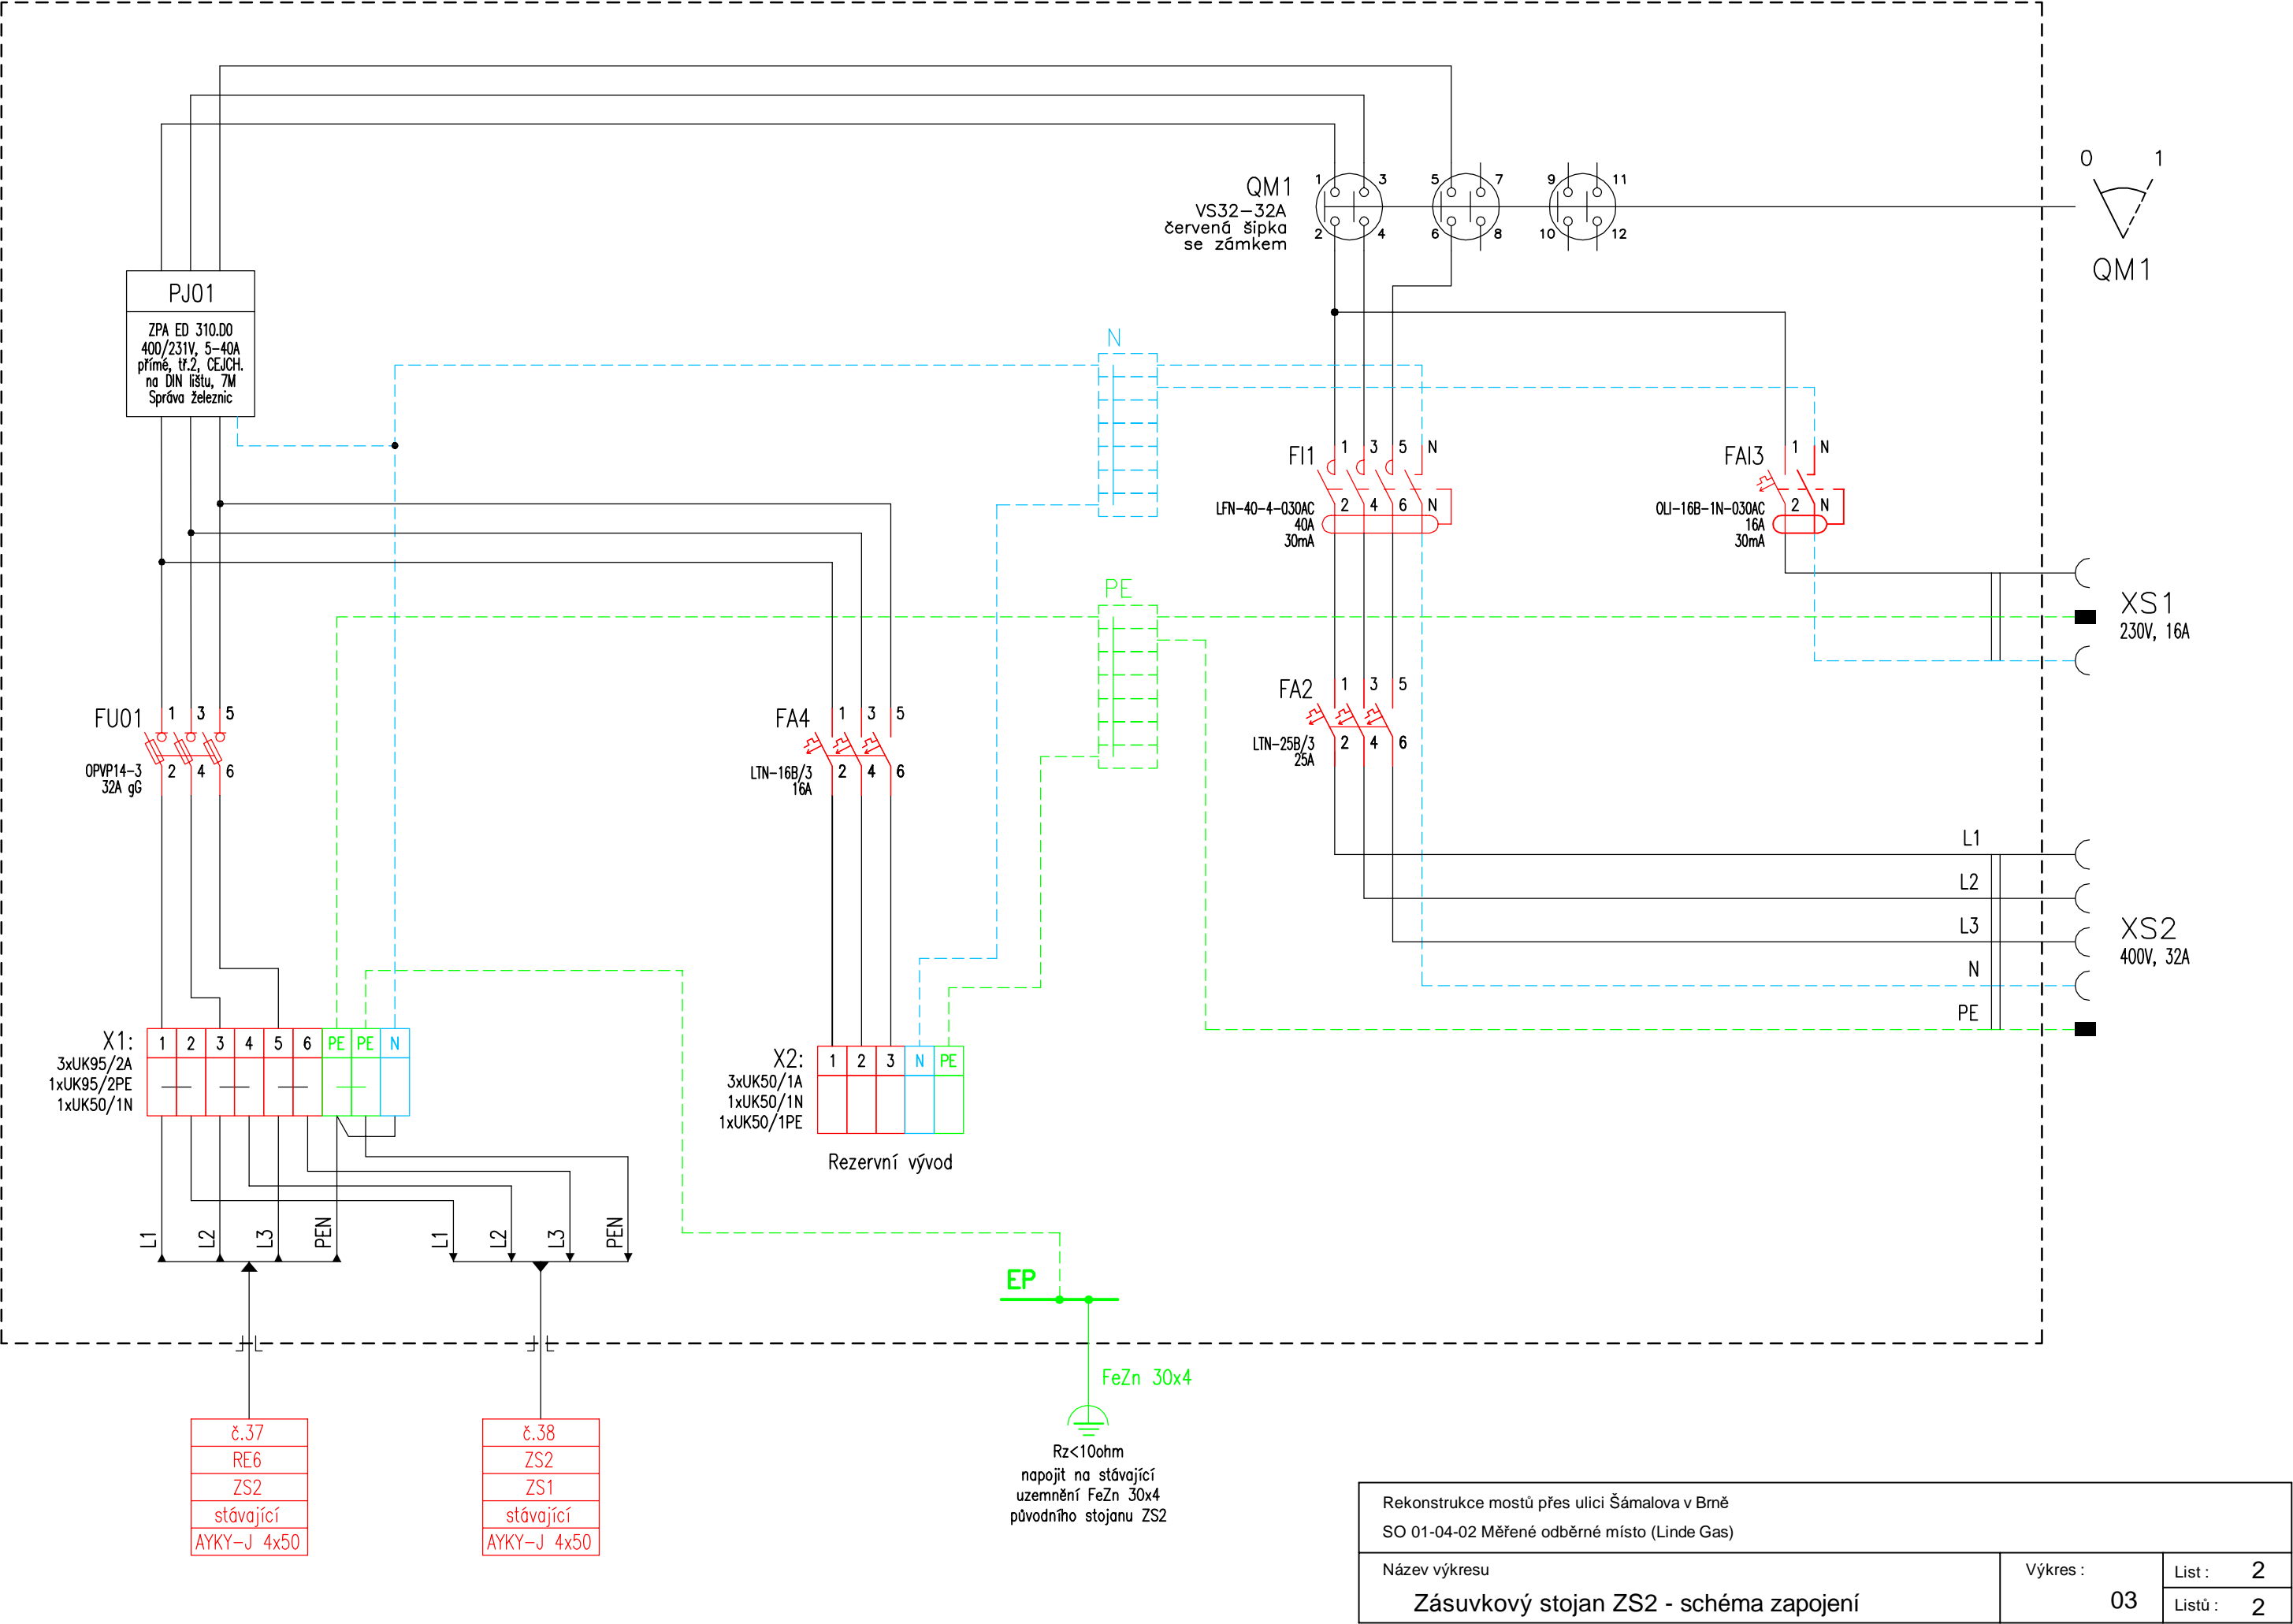 0 1
QM1
QM1
VS32-32A
červená šipka
se zámkem
1 3
2 4
5 7
6 8
9 11
10 12
PJ01
ZPA ED 310.D0
400/231V, 5-40A
přímé, tř.2, CEJCH.
na DIN lištu, 7M
Správa železnic
N
FI1
1 3 5 N
2 4 6 N
LFN-40-4-030AC
40A
30mA
FAI3
1 N
2 N
OLI-16B-1N-030AC
16A
30mA
PE
XS1
230V, 16A
FU01
1 3 5
2 4 6
OPVP14-3
32A gG
FA4
1 3 5
2 4 6
LTN-16B/3
16A
FA2
1 3 5
2 4 6
LTN-25B/3
25A
L1
L2
L3
N
PE
XS2
400V, 32A
X1:
1 2 3 4 5 6 PE PE N
3xUK95/2A
1xUK95/2PE
1xUK50/1N
X2:
1 2 3 N PE
3xUK50/1A
1xUK50/1N
1xUK50/1PE
Rezervní vývod
L1 L2 L3 PEN
L1 L2 L3 PEN
EP
FeZn 30x4
Rz<10ohm
napojit na stávající
uzemnění FeZn 30x4
původního stojanu ZS2
č.37
RE6
ZS2
stávající
AYKY-J 4x50
č.38
ZS2
ZS1
stávající
AYKY-J 4x50
Rekonstrukce mostů přes ulici Šámalova v Brně
SO 01-04-02 Měřené odběrné místo (Linde Gas)
Název výkresu
Zásuvkový stojan ZS2 - schéma zapojení
Výkres :
03
List : 2
Listů : 2